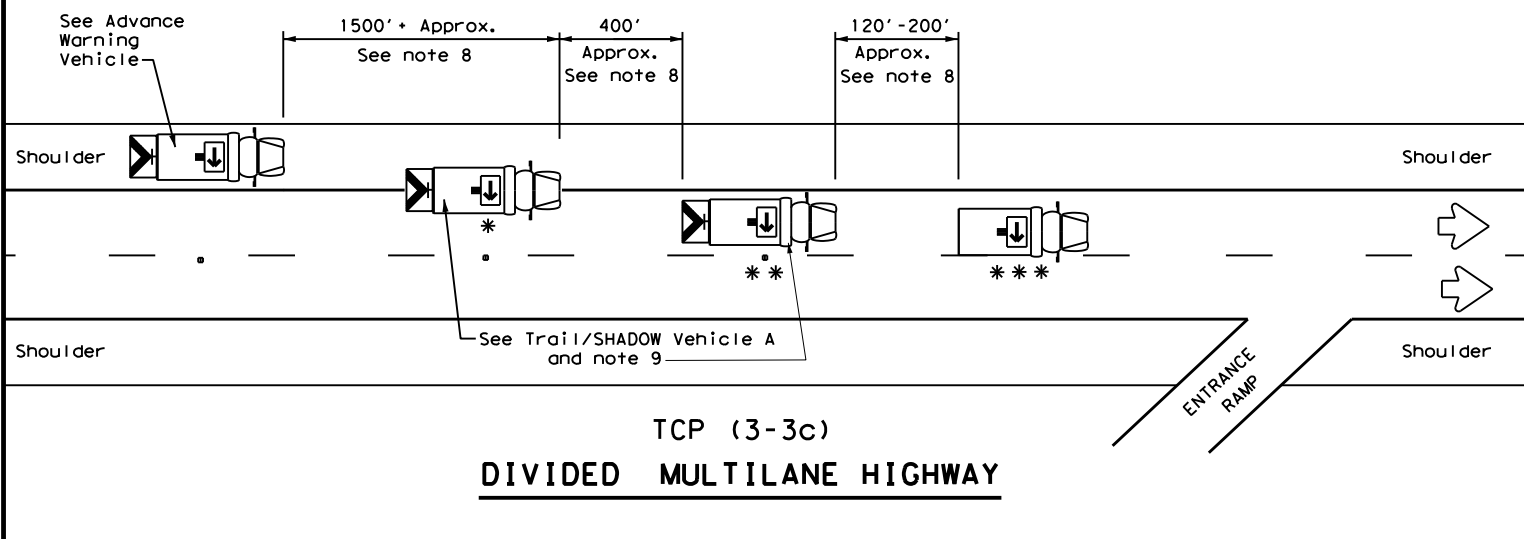 See Advance
Warning
Vehicle
1500'+ Approx.
See note 8
400'
Approx.
See note 8
120'-200'
Approx.
See note 8
Shoulder
Shoulder
*
* *
* * *
See Trail/SHADOW Vehicle A
and note 9
Shoulder
Shoulder
ENTRANCE
RAMP
TCP (3-3c)
DIVIDED MULTILANE HIGHWAY